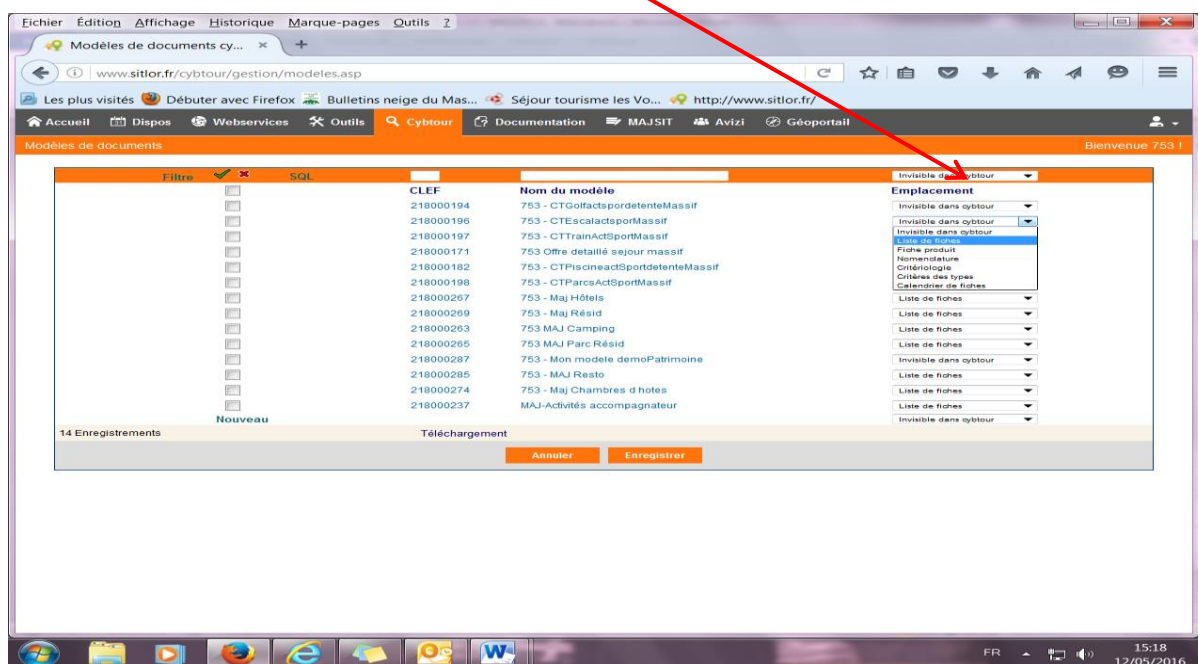 Fichier Édition Affichage Historique Marque-pages Outils ?
Modèles de documents cy... × +
www.sitlor.fr/cybtour/gestion/modeles.asp
Les plus visités Débuter avec Firefox Bulletins neige du Mas... Séjour tourisme les Vo... http://www.sitlor.fr/
Accueil Dispos Webservices Outils Cybtour Documentation MAJSIT Avizi Géoportail
Modèles de documents Bienvenue 753 !
Filtre SQL Invisible dans cybtour
CLEF Nom du modèle Emplacement
218000194 753 - CTGolfactspordetenteMassif Invisible dans cybtour
218000196 753 - CTEscalactsporMassif Invisible dans cybtour
218000197 753 - CTTrainActSportMassif Invisible dans cybtour
Liste de fiches
218000171 753 Offre detaillé sejour massif Fiche produit
Nomenclature
218000182 753 - CTPiscineactSportdetenteMassif Critériologie
Critères des types
218000198 753 - CTParcsActSportMassif Calendrier de fiches
218000267 753 - Maj Hôtels Liste de fiches
218000269 753 - Maj Résid Liste de fiches
218000263 753 MAJ Camping Liste de fiches
218000265 753 MAJ Parc Résid Liste de fiches
218000287 753 - Mon modele demoPatrimoine Invisible dans cybtour
218000285 753 - MAJ Resto Liste de fiches
218000274 753 - Maj Chambres d hotes Liste de fiches
218000237 MAJ-Activités accompagnateur Liste de fiches
Nouveau Invisible dans cybtour
14 Enregistrements Téléchargement
Annuler Enregistrer
FR 15:18
12/05/2016